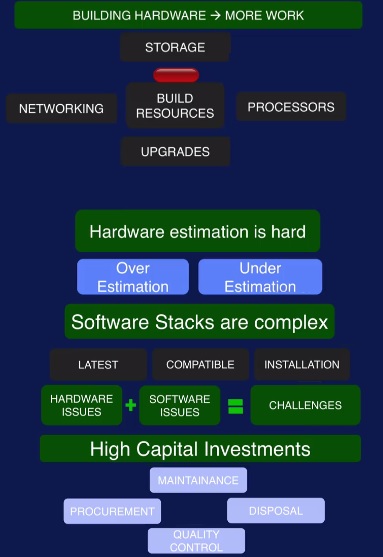 BUILDING HARDWARE → MORE WORK
STORAGE
NETWORKING
BUILD
RESOURCES
PROCESSORS
UPGRADES
Hardware estimation is hard
Over
Estimation
Under
Estimation
Software Stacks are complex
LATEST
COMPATIBLE
INSTALLATION
HARDWARE
ISSUES
+
SOFTWARE
ISSUES
=
CHALLENGES
High Capital Investments
MAINTAINANCE
PROCUREMENT
DISPOSAL
QUALITY
CONTROL